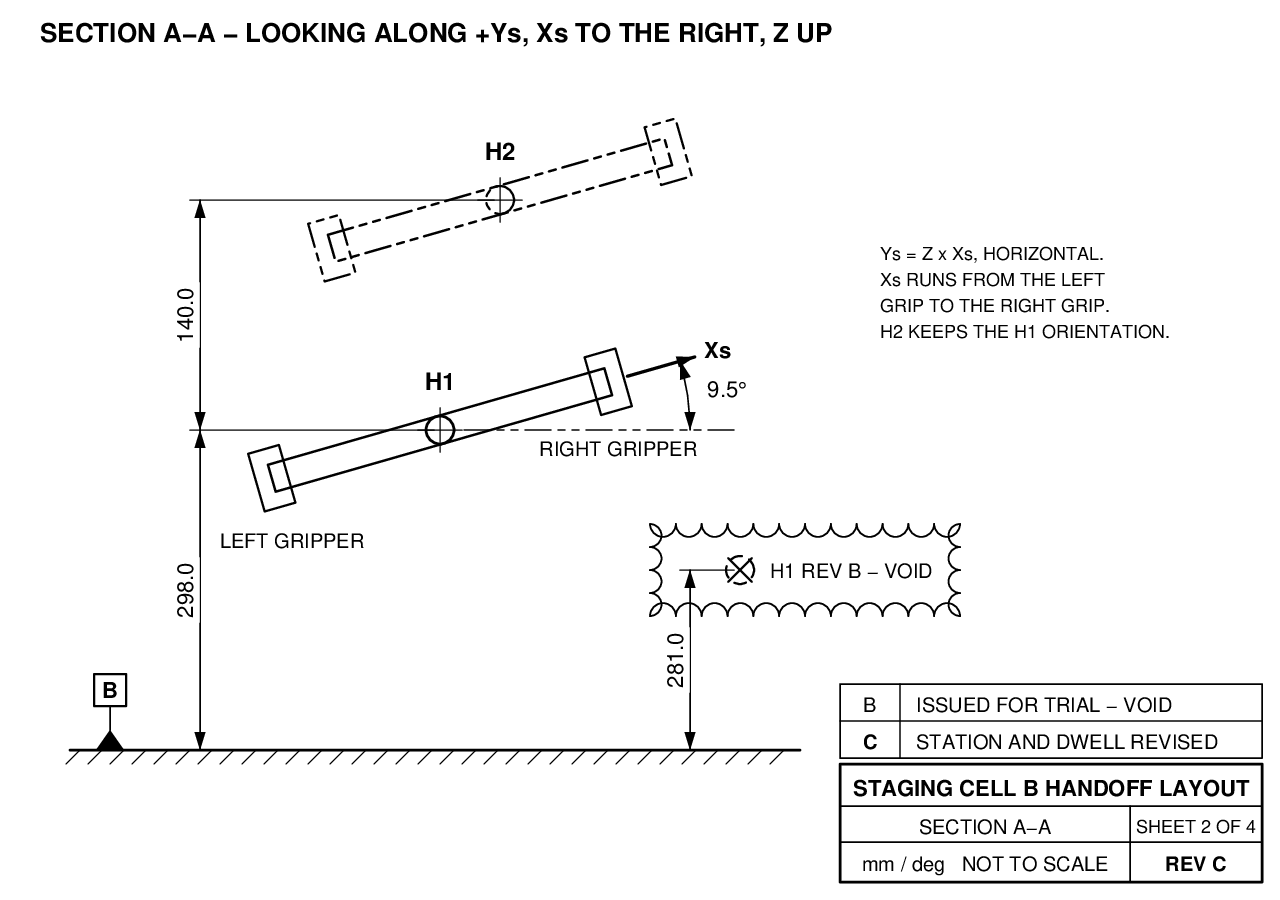 SECTION A–A – LOOKING ALONG +Ys, Xs TO THE RIGHT, Z UP
H2
Ys = Z x Xs, HORIZONTAL.
Xs RUNS FROM THE LEFT
GRIP TO THE RIGHT GRIP.
H2 KEEPS THE H1 ORIENTATION.
140.0
Xs
H1
9.5°
RIGHT GRIPPER
LEFT GRIPPER
H1 REV B – VOID
298.0
281.0
B
B ISSUED FOR TRIAL – VOID
C STATION AND DWELL REVISED
STAGING CELL B HANDOFF LAYOUT
SECTION A–A SHEET 2 OF 4
mm / deg NOT TO SCALE REV C